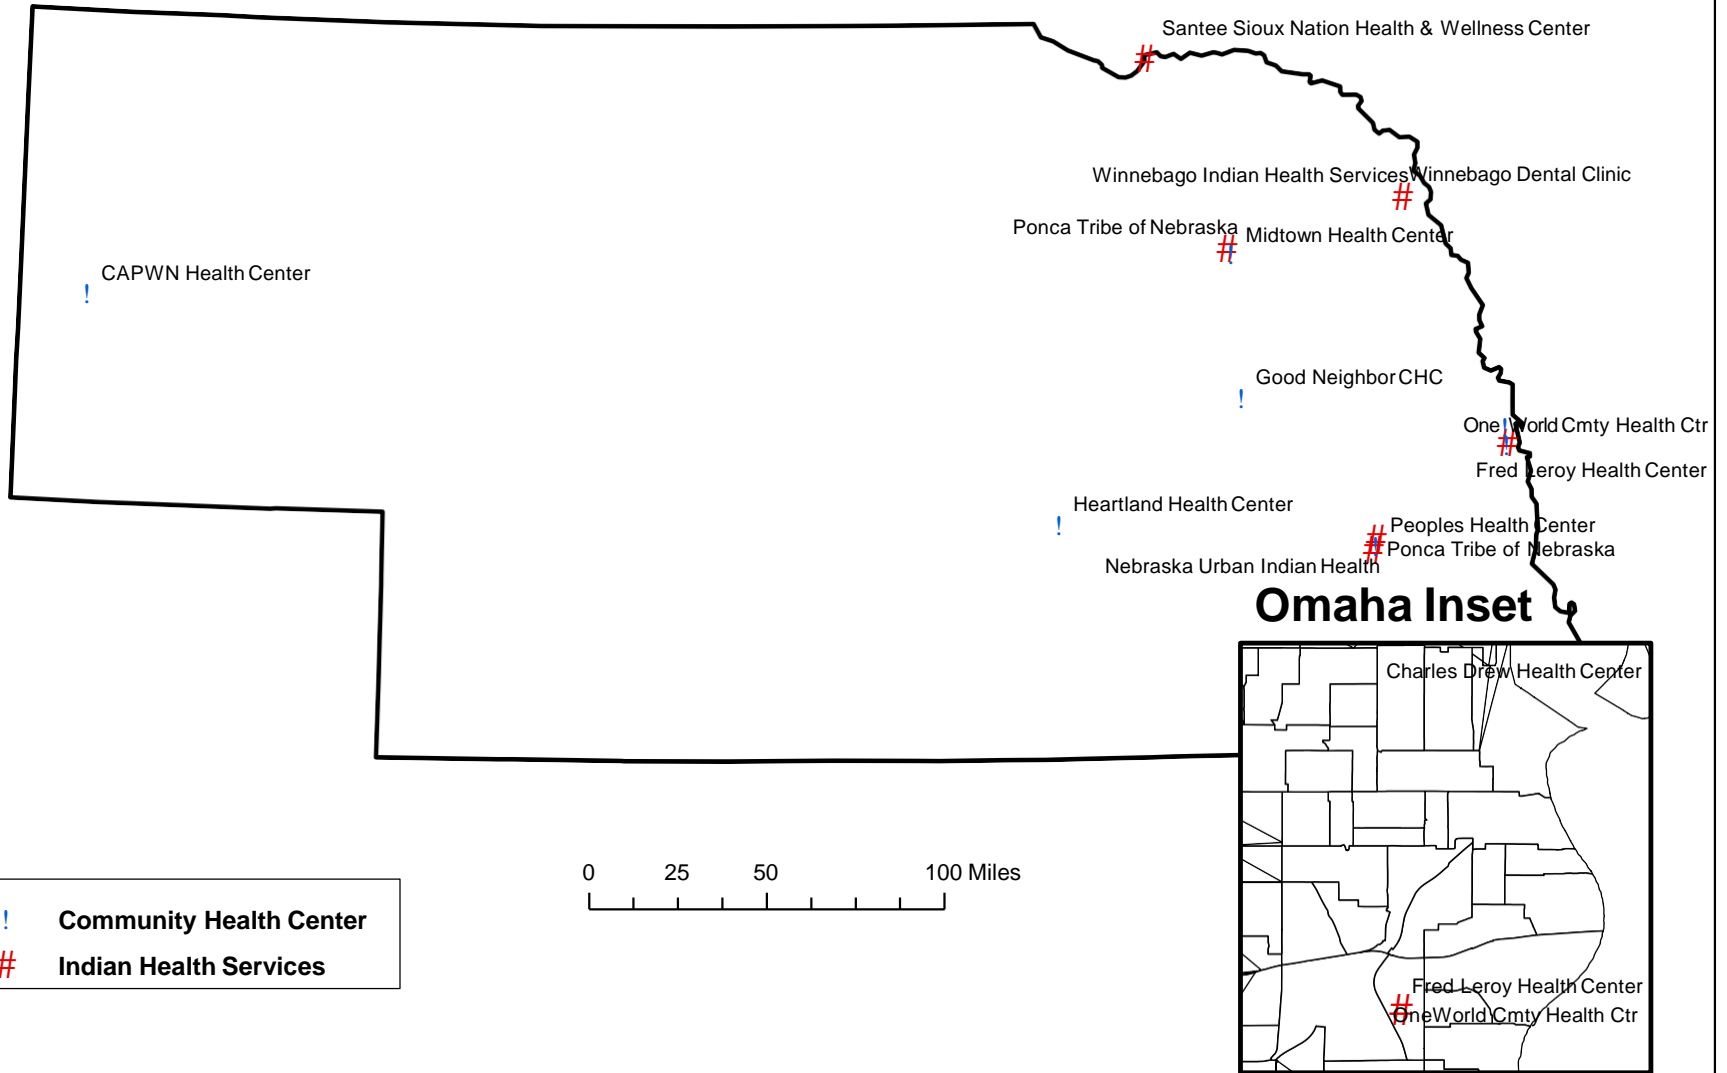 Santee Sioux Nation Health & Wellness Center
#
Winnebago Indian Health Services
Winnebago Dental Clinic
#
Ponca Tribe of Nebraska
# !
Midtown Health Center
CAPWN Health Center
!
Good Neighbor CHC
!
One World Cmty Health Ctr
!
# !
Fred Leroy Health Center
Heartland Health Center
!
#
Peoples Health Center
# !
Ponca Tribe of Nebraska
#
Nebraska Urban Indian Health
Omaha Inset
Charles Drew Health Center
0 25 50 100 Miles
! Community Health Center
# Indian Health Services
Fred Leroy Health Center
#
OneWorld Cmty Health Ctr